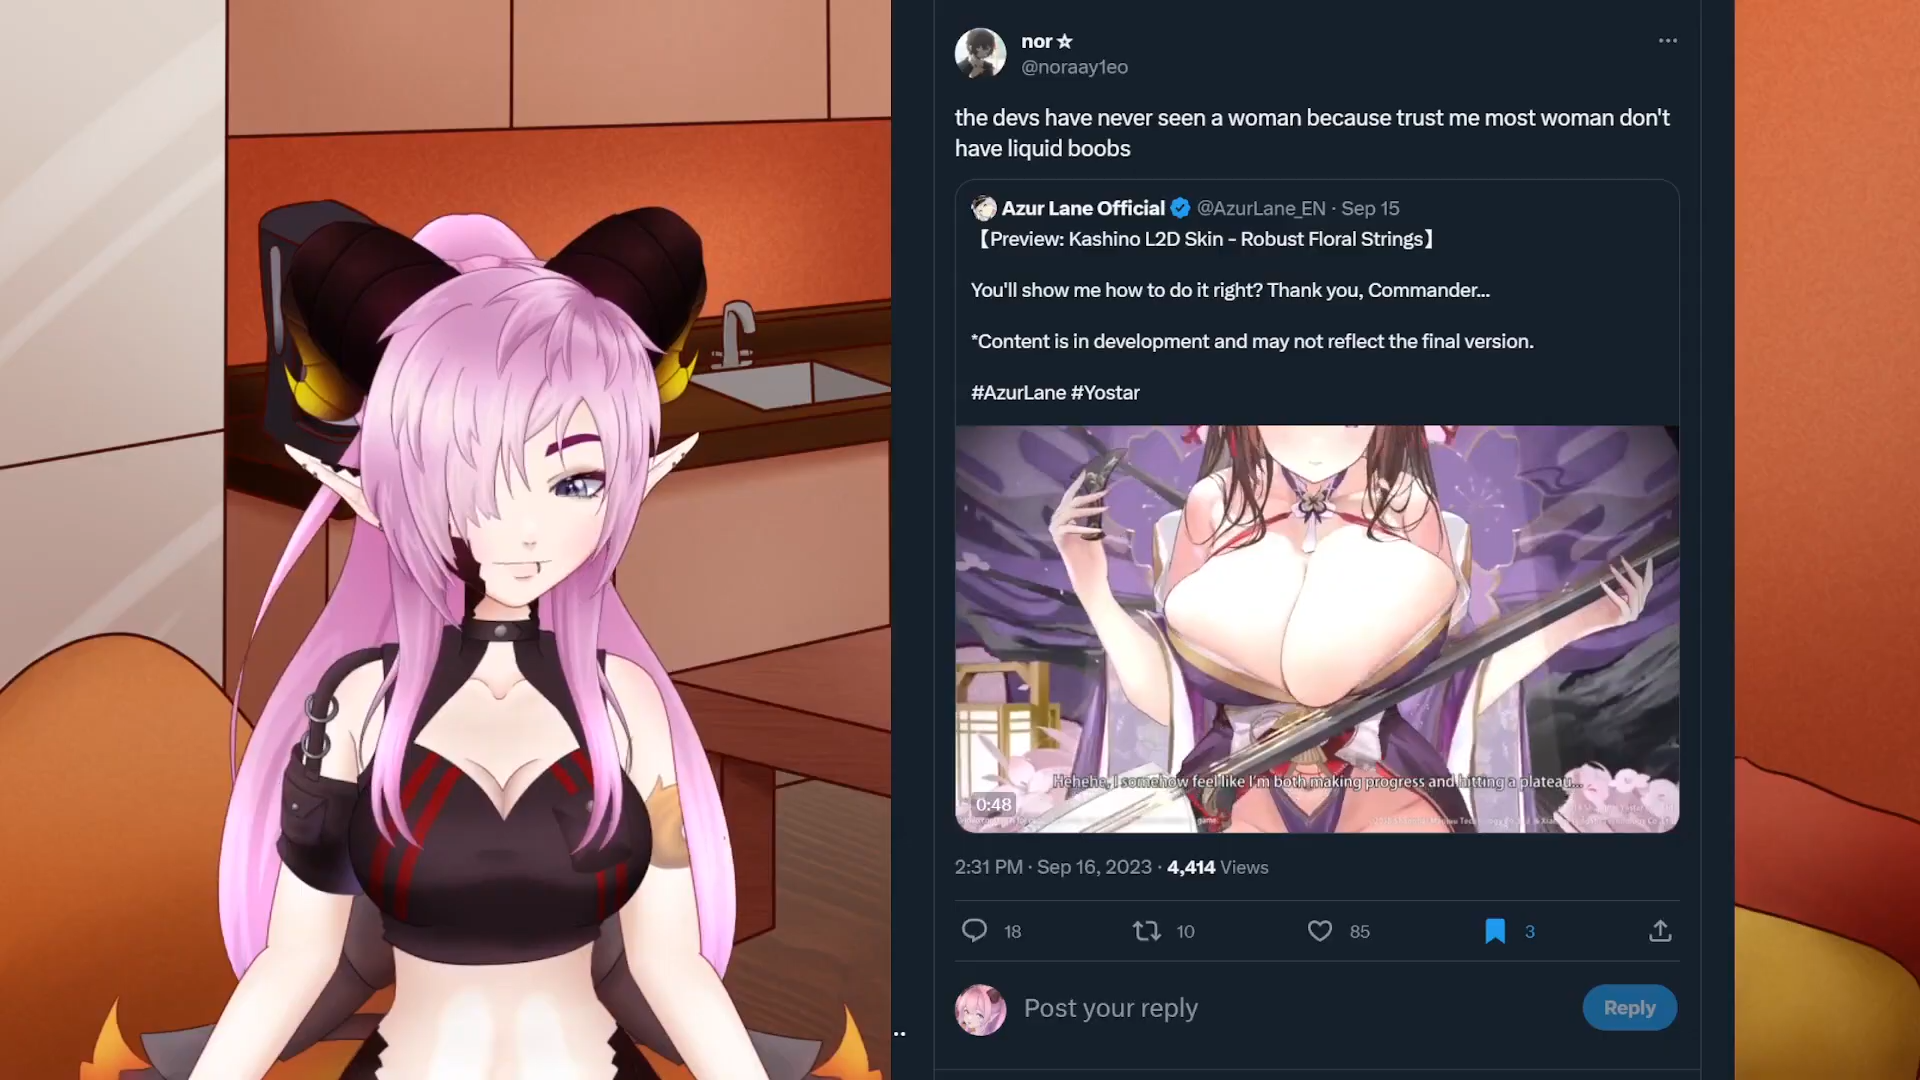 nor ☆
@noraay1eo
the devs have never seen a woman because trust me most woman don't
have liquid boobs
Azur Lane Official @AzurLane_EN · Sep 15
【Preview: Kashino L2D Skin - Robust Floral Strings】
You'll show me how to do it right? Thank you, Commander...
*Content is in development and may not reflect the final version.
#AzurLane #Yostar
Hehehe, I somehow feel like I'm both making progress and hitting a plateau...
0:48
2:31 PM · Sep 16, 2023 · 4,414 Views
18 10 85 3
Post your reply
Reply
..